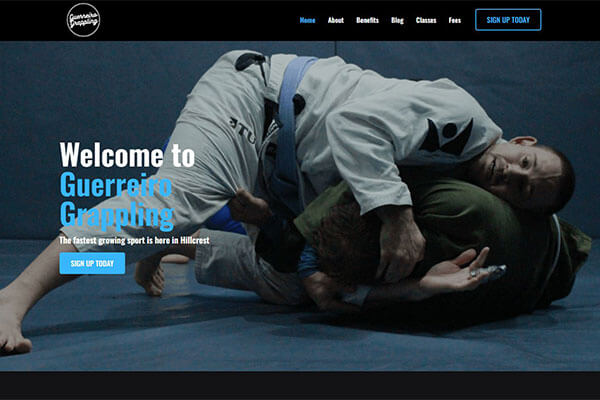 Guerreiro
Grappling
Home About Benefits Blog Classes Fees SIGN UP TODAY
Welcome to
Guerreiro
Grappling
The fastest growing sport is here in Hillcrest
SIGN UP TODAY